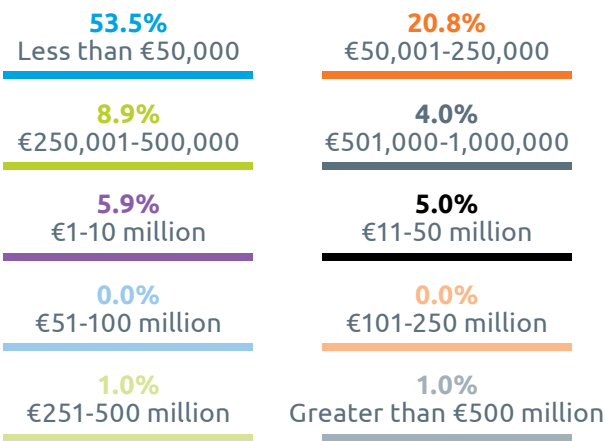 53.5%
Less than €50,000
20.8%
€50,001-250,000
8.9%
€250,001-500,000
4.0%
€501,000-1,000,000
5.9%
€1-10 million
5.0%
€11-50 million
0.0%
€51-100 million
0.0%
€101-250 million
1.0%
€251-500 million
1.0%
Greater than €500 million